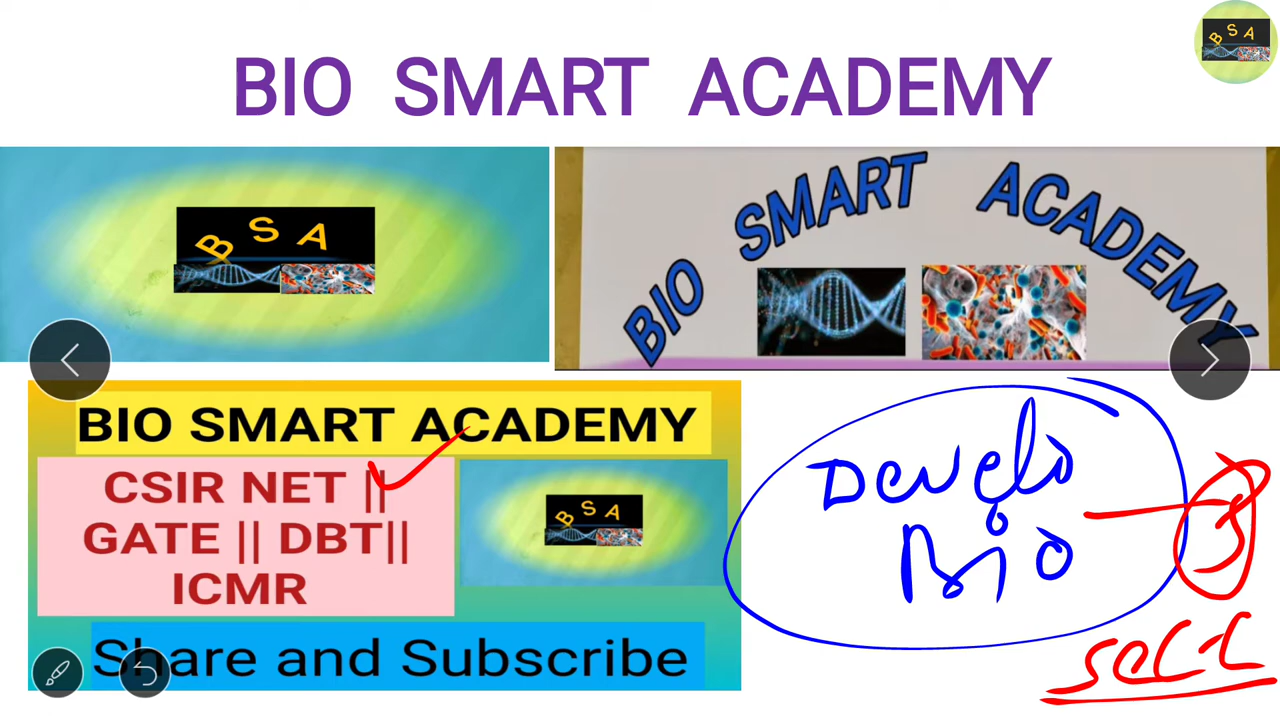 BSA
BIO SMART ACADEMY
BSA
BIO SMART ACADEMY
BIO SMART ACADEMY
CSIR NET ||
GATE || DBT||
ICMR
BSA
Share and Subscribe
Develo
Bio